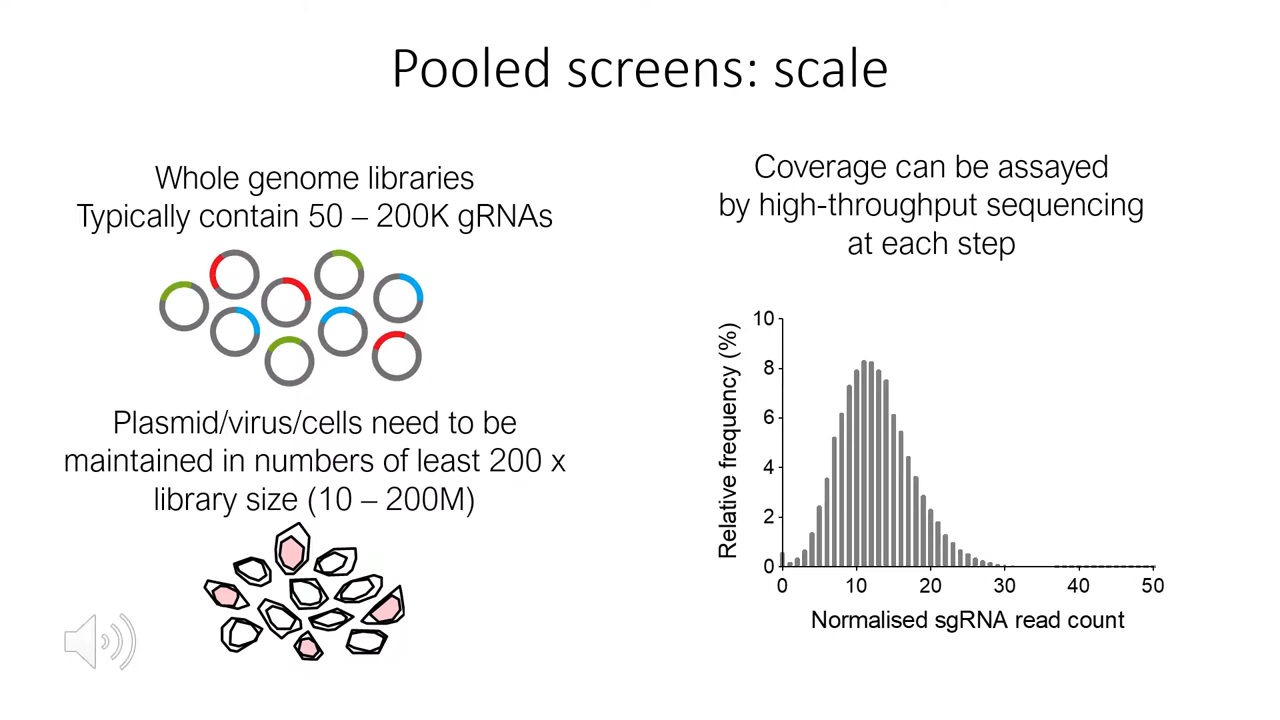 Pooled screens: scale
Whole genome libraries
Typically contain 50 – 200K gRNAs
Plasmid/virus/cells need to be
maintained in numbers of least 200 x
library size (10 – 200M)
Coverage can be assayed
by high-throughput sequencing
at each step
Relative frequency (%)
10
8
6
4
2
0
0 10 20 30 40 50
Normalised sgRNA read count